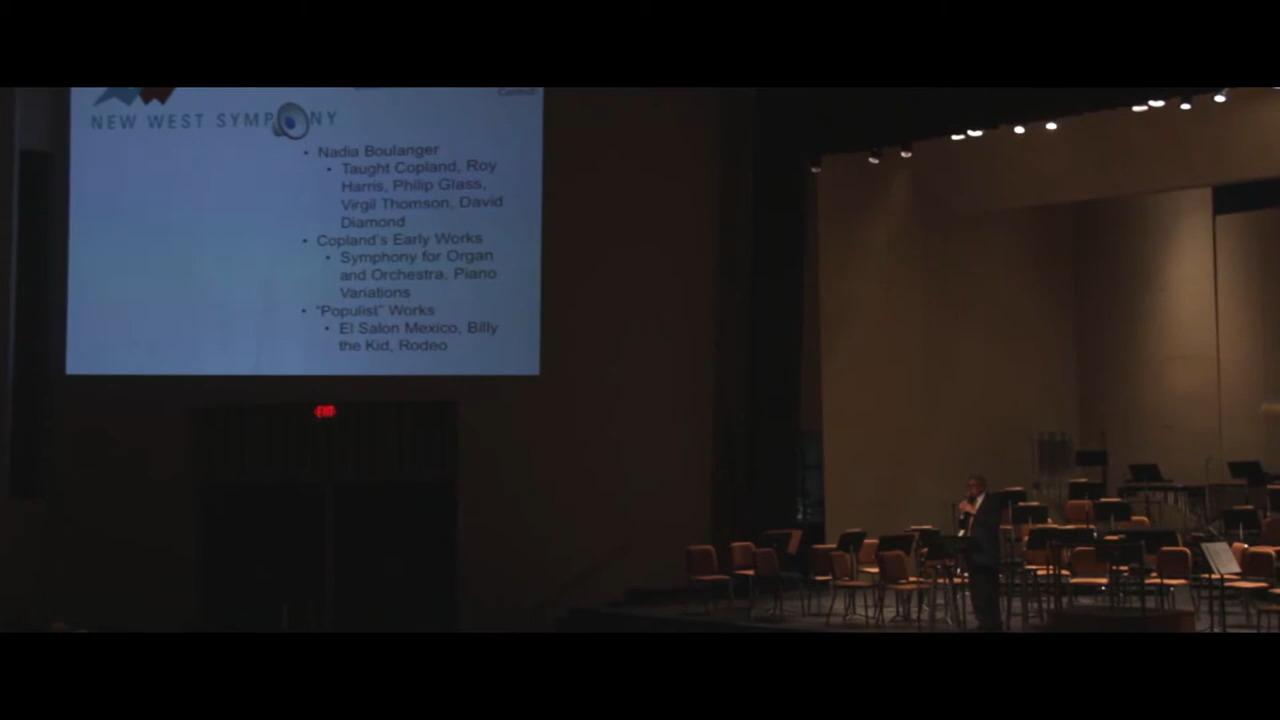 NEW WEST SYMPHONY
• Nadia Boulanger
• Taught Copland, Roy
Harris, Philip Glass,
Virgil Thomson, David
Diamond
• Copland's Early Works
• Symphony for Organ
and Orchestra, Piano
Variations
• "Populist" Works
• El Salon Mexico, Billy
the Kid, Rodeo
EXIT